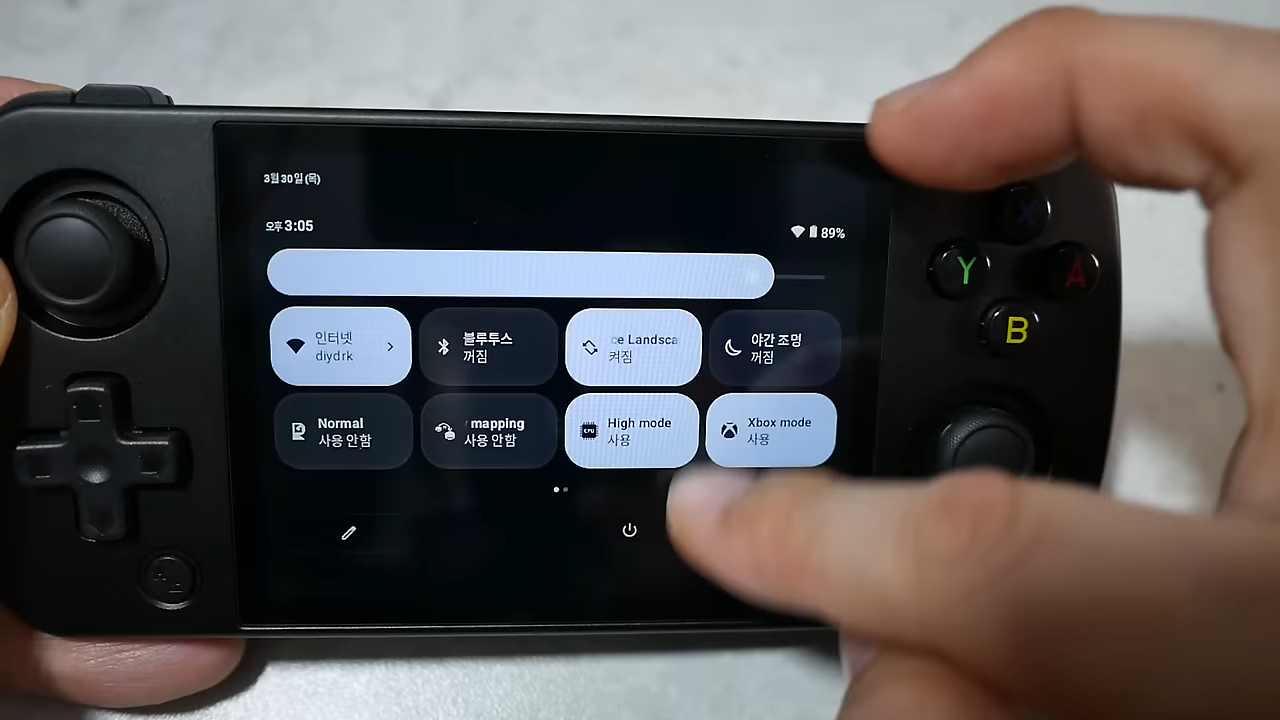 3월 30일 (목)
오후 3:05
89%
인터넷
diydrk
블루투스
꺼짐
ce Landsca
켜짐
야간 조명
꺼짐
Normal
사용 안함
mapping
사용 안함
High mode
사용
CPU
Xbox mode
사용
X
Y
A
B